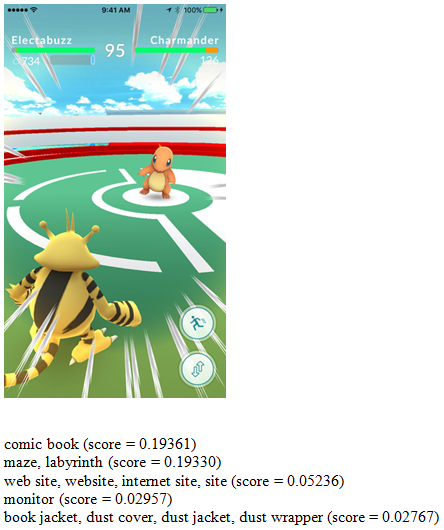 9:41 AM 100%
Electabuzz 95 Charmander
CP734 126
comic book (score = 0.19361)
maze, labyrinth (score = 0.19330)
web site, website, internet site, site (score = 0.05236)
monitor (score = 0.02957)
book jacket, dust cover, dust jacket, dust wrapper (score = 0.02767)